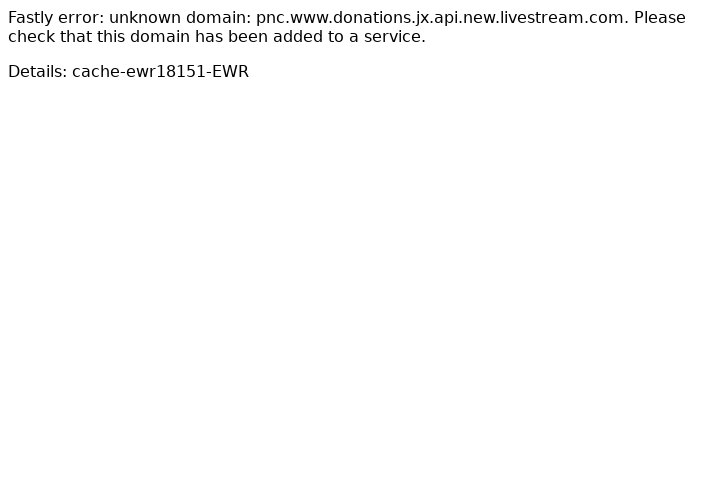 Fastly error: unknown domain: pnc.www.donations.jx.api.new.livestream.com. Please
check that this domain has been added to a service.
Details: cache-ewr18151-EWR